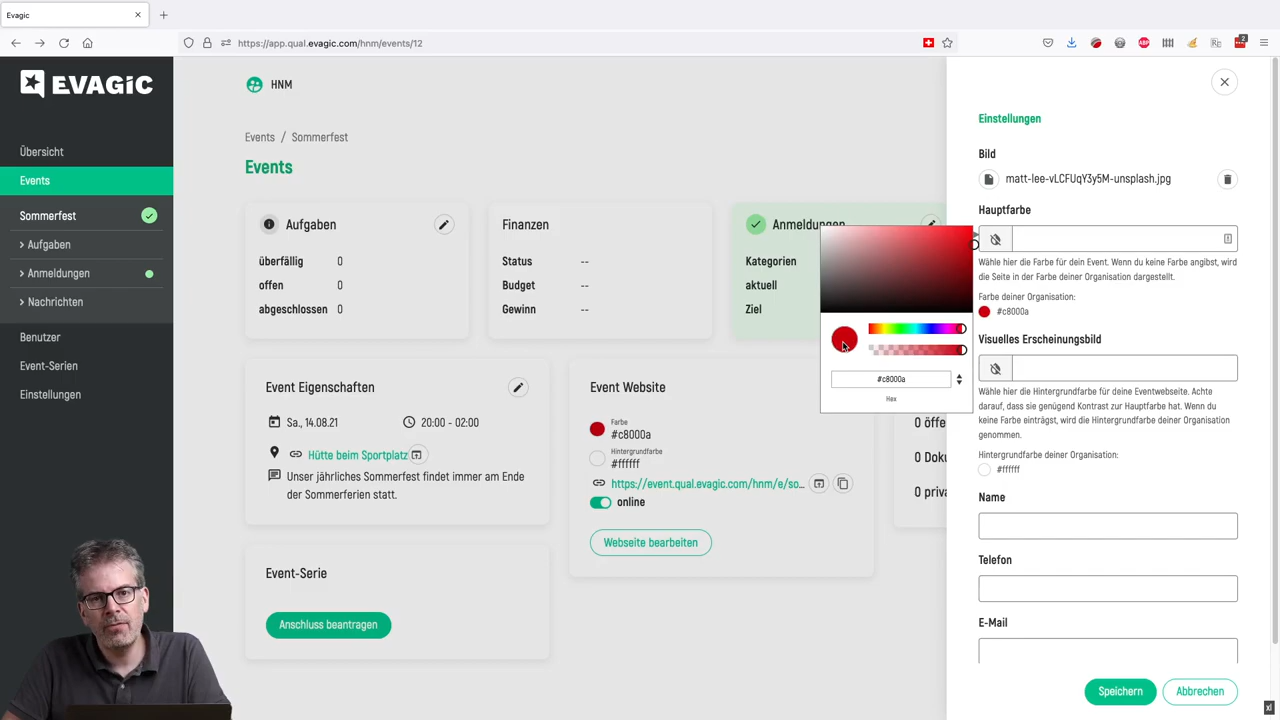 Evagic
https://app.qual.evagic.com/hnm/events/12
ABP
2
EVAGIC
HNM
Übersicht
Events
Sommerfest
Aufgaben
Anmeldungen
Nachrichten
Benutzer
Event-Serien
Einstellungen
Events / Sommerfest
Events
Aufgaben
überfällig 0
offen 0
abgeschlossen 0
Finanzen
Status --
Budget --
Gewinn --
Anmeldungen
Kategorien
aktuell
Ziel
Event Eigenschaften
Sa., 14.08.21
20:00 - 02:00
Hütte beim Sportplatz
Unser jährliches Sommerfest findet immer am Ende
der Sommerferien statt.
Event Website
Farbe
#c8000a
Hintergrundfarbe
#ffffff
https://event.qual.evagic.com/hnm/e/so...
online
Webseite bearbeiten
0 öffe
0 Doku
0 priva
Event-Serie
Anschluss beantragen
#c8000a
Hex
Einstellungen
Bild
matt-lee-vLCFUqY3y5M-unsplash.jpg
Hauptfarbe
Wähle hier die Farbe für dein Event. Wenn du keine Farbe angibst, wird
die Seite in der Farbe deiner Organisation dargestellt.
Farbe deiner Organisation:
#c8000a
Visuelles Erscheinungsbild
Wähle hier die Hintergrundfarbe für deine Eventwebseite. Achte
darauf, dass sie genügend Kontrast zur Hauptfarbe hat. Wenn du
keine Farbe einträgst, wird die Hintergrundfarbe deiner Organisation
genommen.
Hintergrundfarbe deiner Organisation:
#ffffff
Name
Telefon
E-Mail
Speichern
Abbrechen
xl